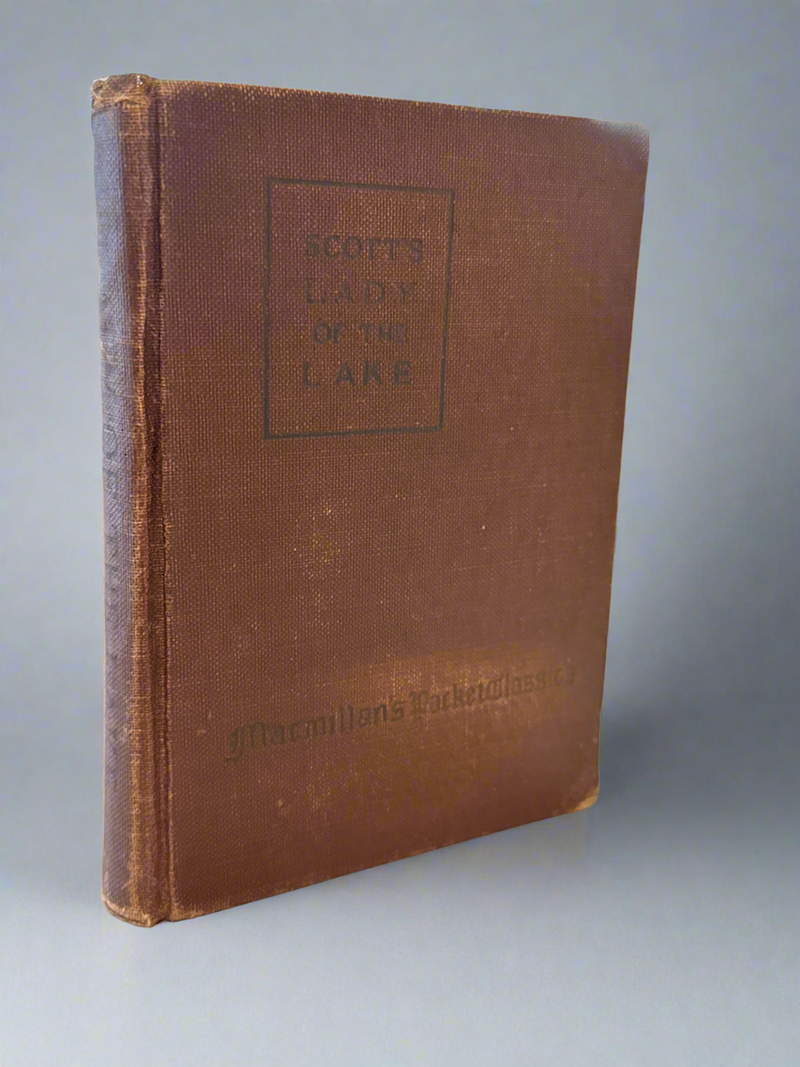 SCOTT'S
LADY
OF THE
LAKE
Macmillan's Pocket Classics